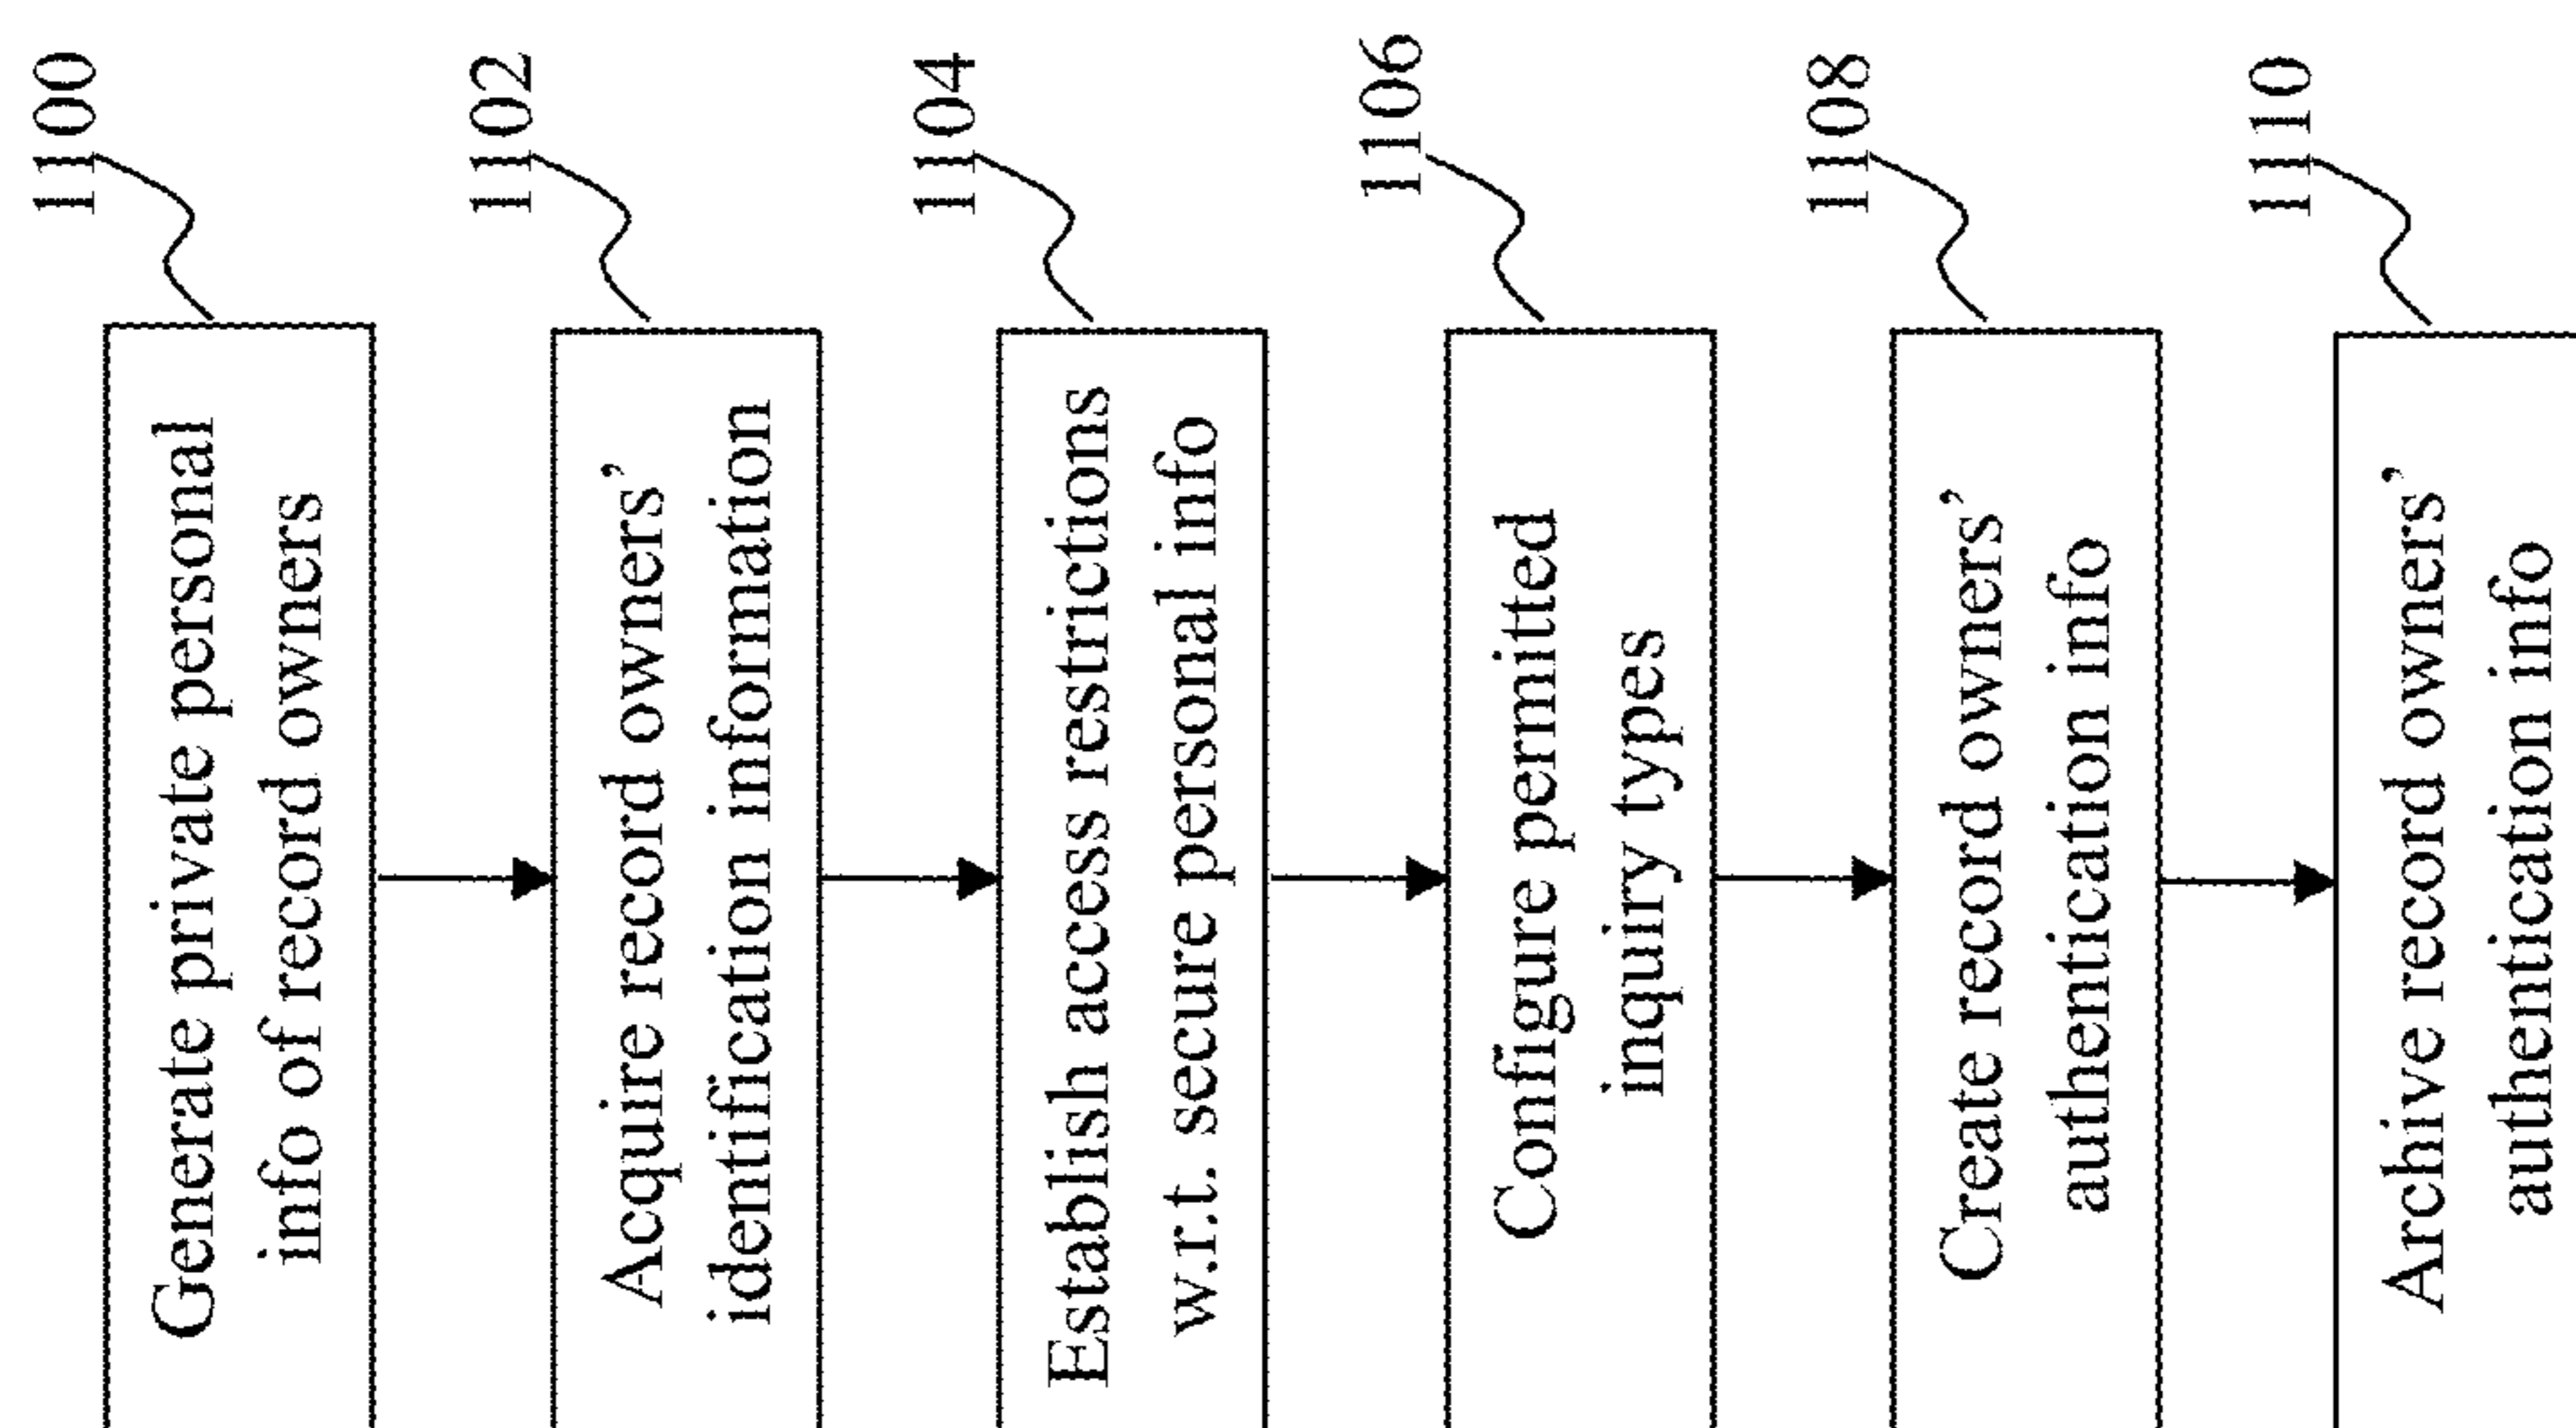 1100
Generate private personal
info of record owners
1102
Acquire record owners’
identification information
1104
Establish access restrictions
w.r.t. secure personal info
1106
Configure permitted
inquiry types
1108
Create record owners’
authentication info
1110
Archive record owners’
authentication info